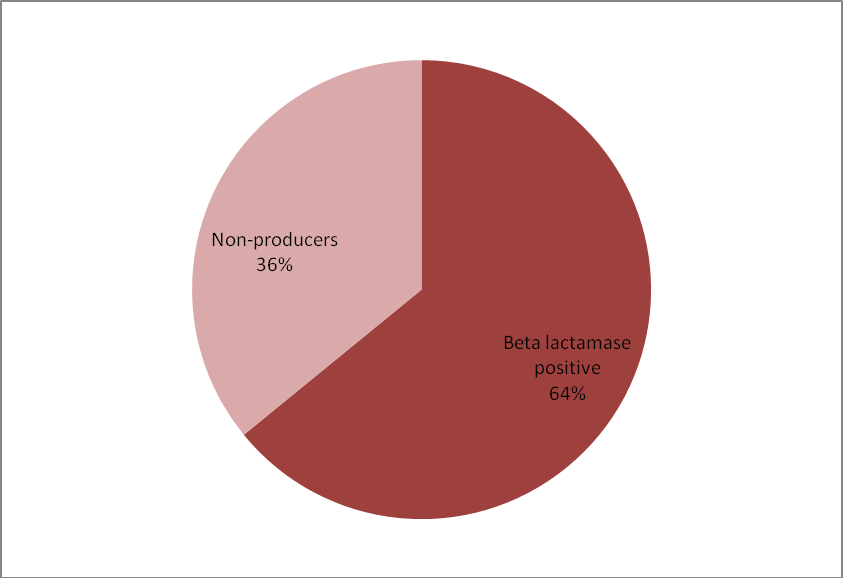 Non-producers
36%
Beta lactamase
positive
64%